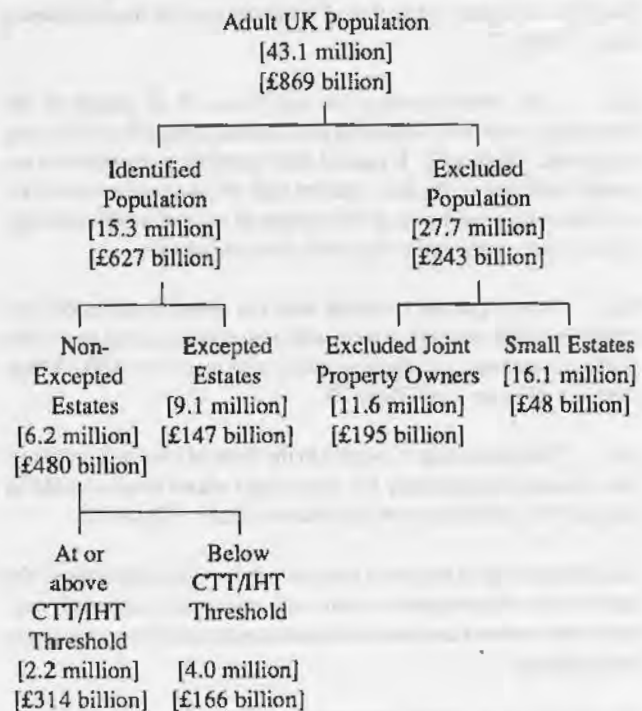 Adult UK Population
[43.1 million]
[£869 billion]
Identified
Population
[15.3 million]
[£627 billion]
Excluded
Population
[27.7 million]
[£243 billion]
Non-
Excepted
Estates
[6.2 million]
[£480 billion]
Excepted
Estates
[9.1 million]
[£147 billion]
Excluded Joint
Property Owners
[11.6 million]
[£195 billion]
Small Estates
[16.1 million]
[£48 billion]
At or
above
CTT/IHT
Threshold
[2.2 million]
[£314 billion]
Below
CTT/IHT
Threshold
[4.0 million]
[£166 billion]